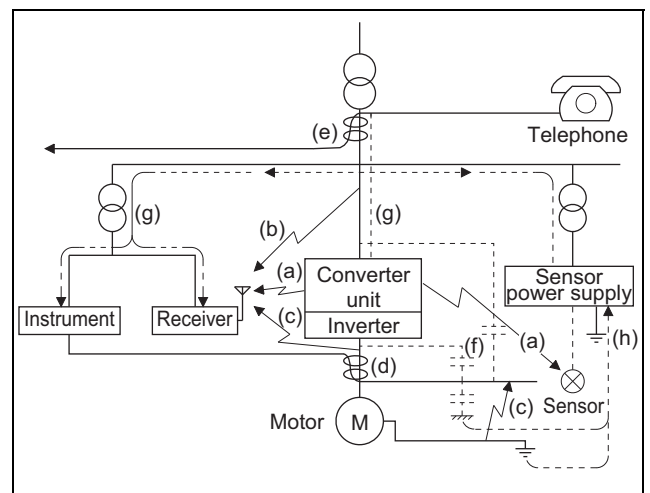 (e)
Telephone
(g)
(g)
(b)
(a)
Converter
unit
Inverter
Sensor
power supply
Instrument
Receiver
(c)
(d)
(f)
(a)
(h)
(c)
Sensor
Motor
M